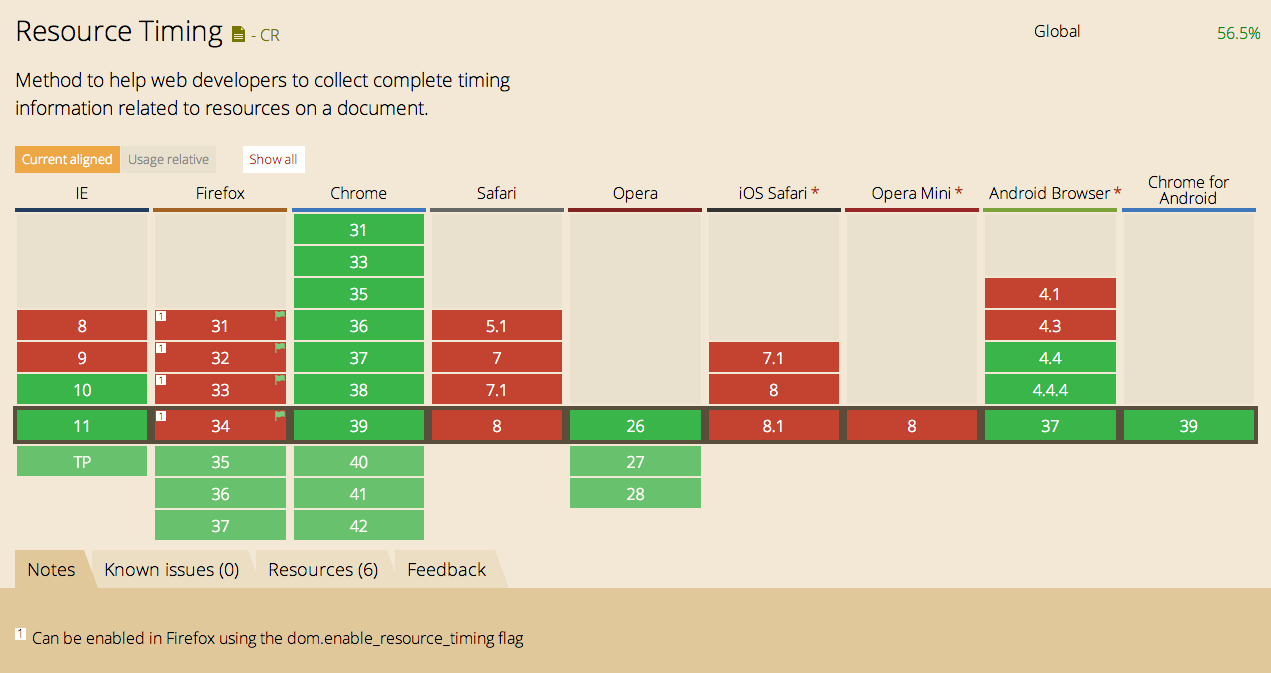 Resource Timing - CR
Global 56.5%
Method to help web developers to collect complete timing
information related to resources on a document.
Current aligned Usage relative Show all
IE Firefox Chrome Safari Opera iOS Safari * Opera Mini * Android Browser * Chrome for Android
31
33
35 4.1
8 1 31 36 5.1 4.3
9 1 32 37 7 7.1 4.4
10 1 33 38 7.1 8 4.4.4
11 1 34 39 8 26 8.1 8 37 39
TP 35 40 27
36 41 28
37 42
Notes Known issues (0) Resources (6) Feedback
1 Can be enabled in Firefox using the dom.enable_resource_timing flag